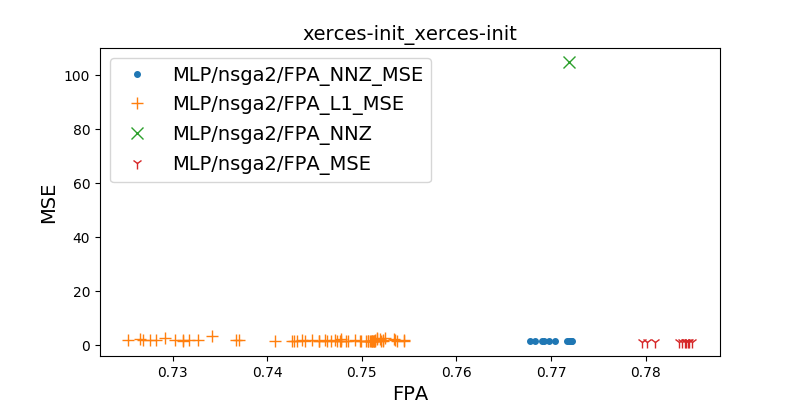 xerces-init_xerces-init
MSE
100
80
60
40
20
0
MLP/nsga2/FPA_NNZ_MSE
MLP/nsga2/FPA_L1_MSE
MLP/nsga2/FPA_NNZ
MLP/nsga2/FPA_MSE
0.73 0.74 0.75 0.76 0.77 0.78
FPA